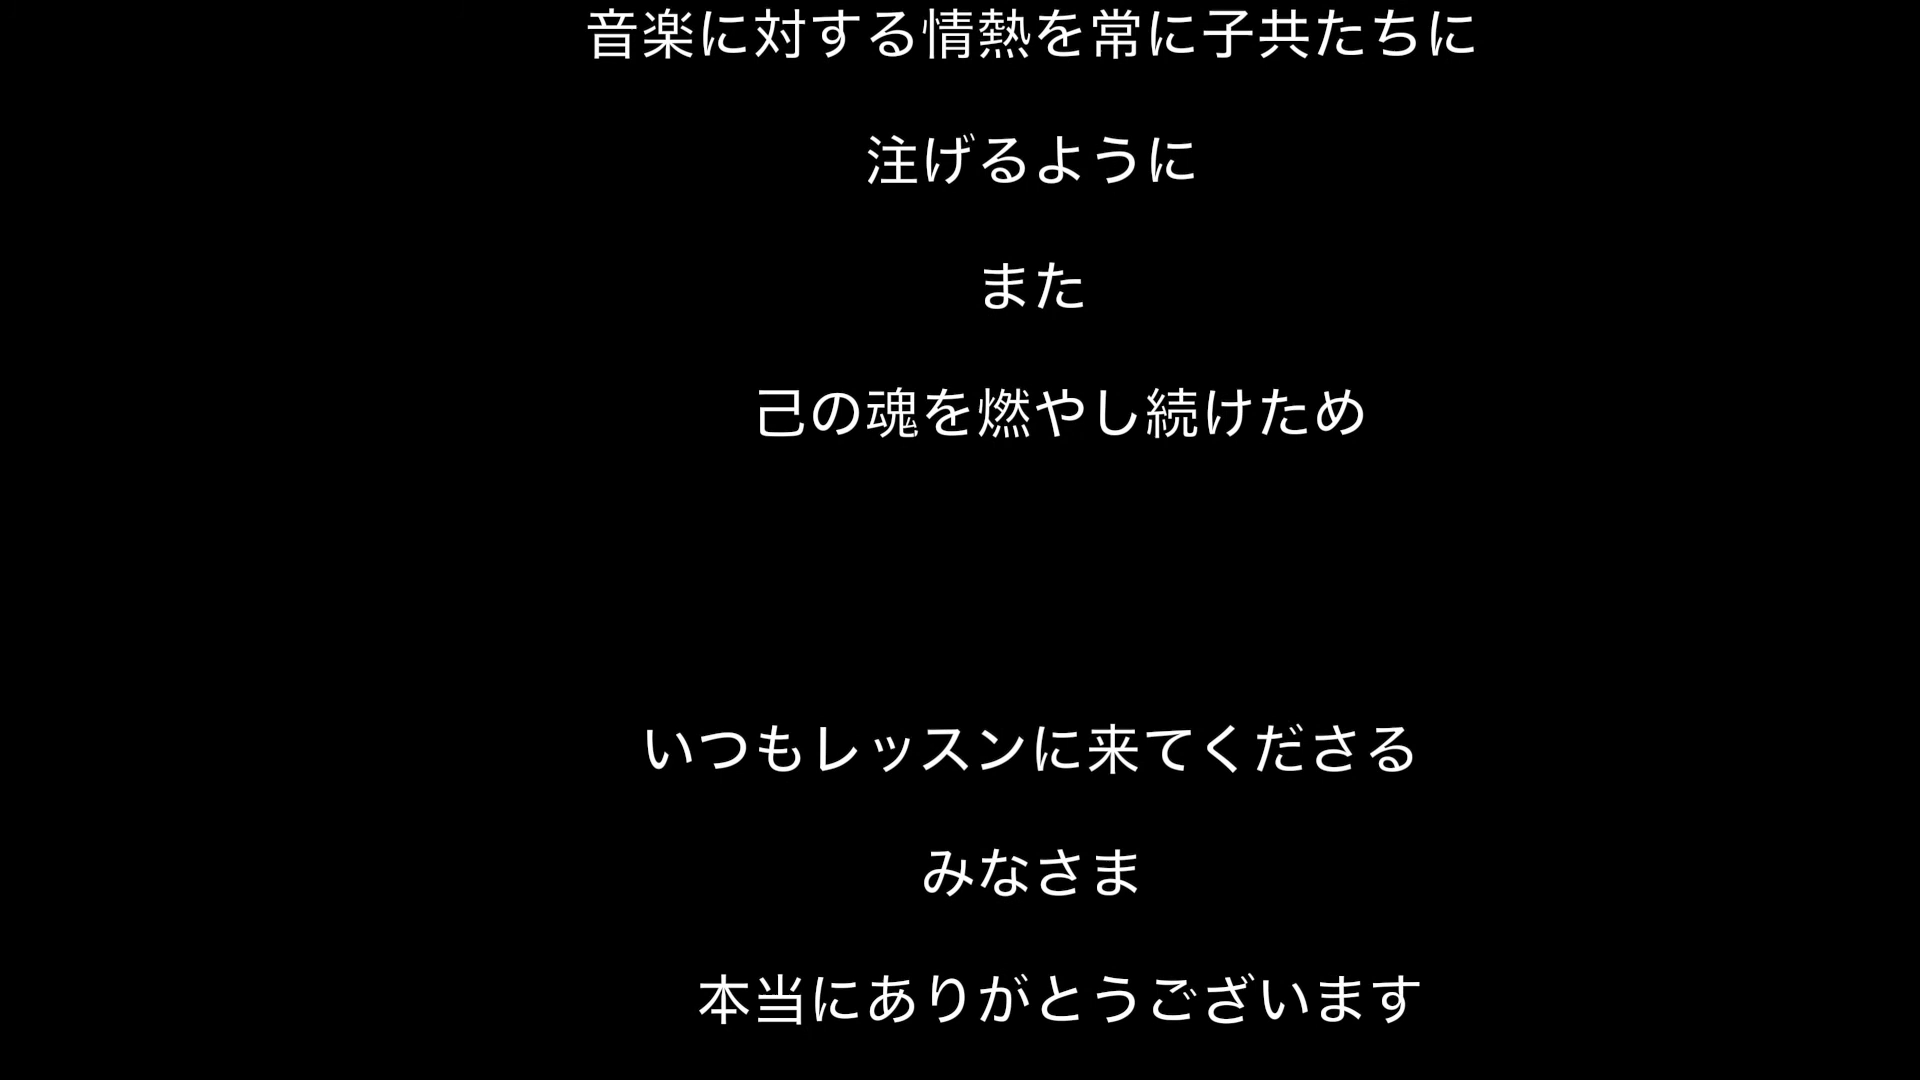 音楽に対する情熱を常に子共たちに
注げるように
また
己の魂を燃やし続けため
いつもレッスンに来てくださる
みなさま
本当にありがとうございます